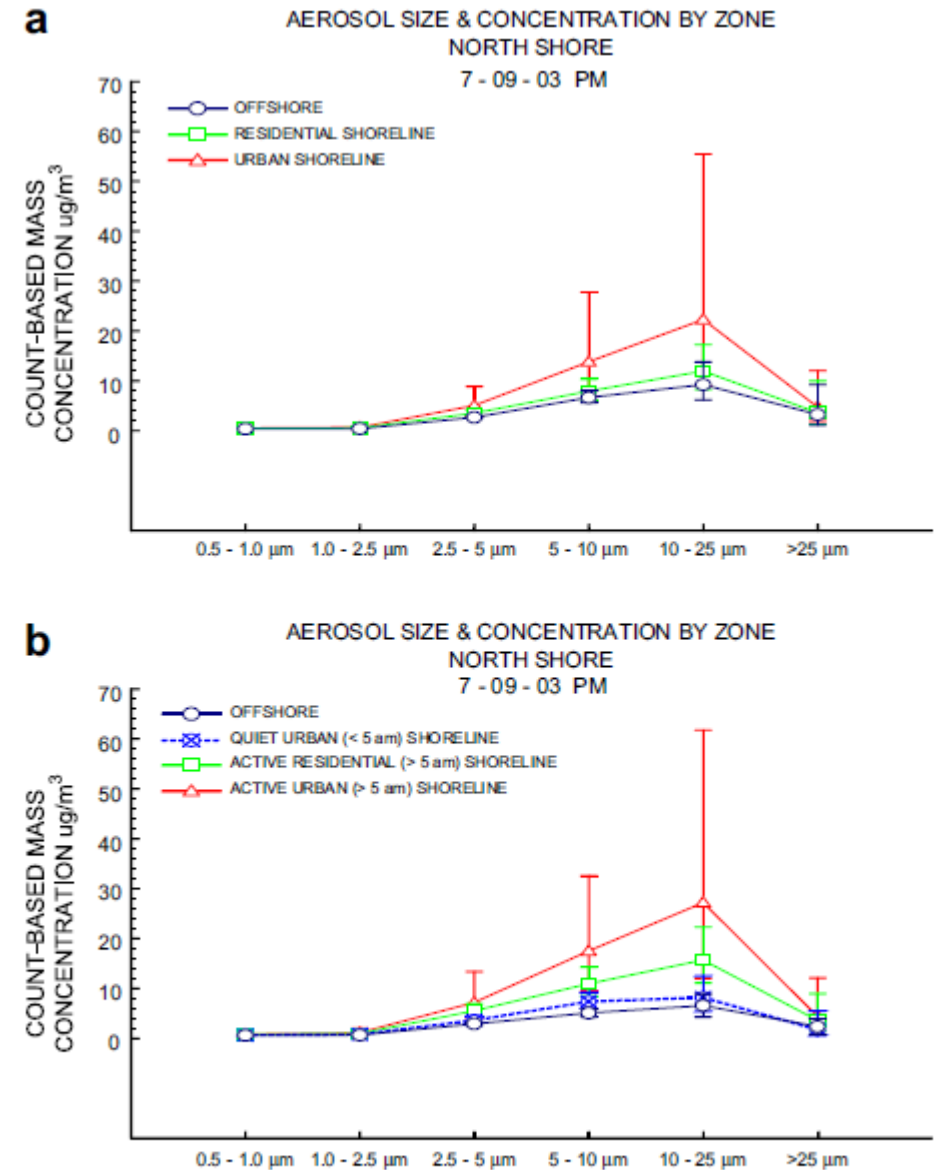 a
AEROSOL SIZE & CONCENTRATION BY ZONE
NORTH SHORE
7 - 09 - 03 PM
OFFSHORE
RESIDENTIAL SHORELINE
URBAN SHORELINE
COUNT-BASED MASS
CONCENTRATION ug/m³
70
60
50
40
30
20
10
0
0.5 - 1.0 µm 1.0 - 2.5 µm 2.5 - 5 µm 5 - 10 µm 10 - 25 µm >25 µm
b
AEROSOL SIZE & CONCENTRATION BY ZONE
NORTH SHORE
7 - 09 - 03 PM
OFFSHORE
QUIET URBAN (< 5 am) SHORELINE
ACTIVE RESIDENTIAL (> 5 am) SHORELINE
ACTIVE URBAN (> 5 am) SHORELINE
COUNT-BASED MASS
CONCENTRATION ug/m³
70
60
50
40
30
20
10
0
0.5 - 1.0 µm 1.0 - 2.5 µm 2.5 - 5 µm 5 - 10 µm 10 - 25 µm >25 µm